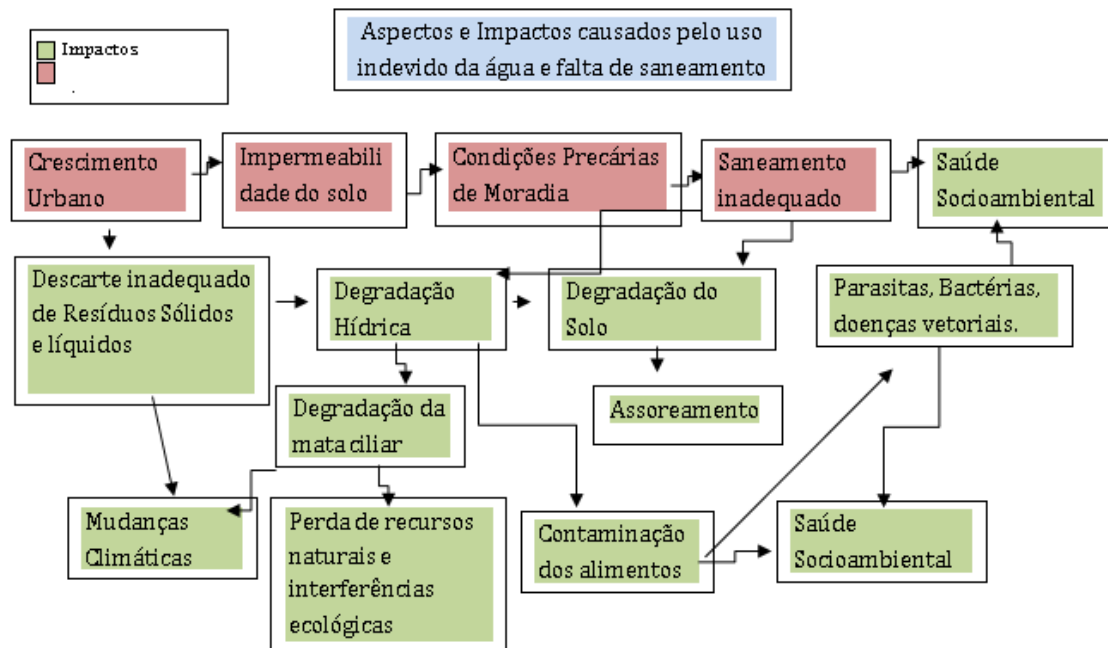 Impactos
.
Aspectos e Impactos causados pelo uso
indevido da água e falta de saneamento
Crescimento
Urbano
Impermeabili
dade do solo
Condições Precárias
de Moradia
Saneamento
inadequado
Saúde
Socioambiental
Descarte inadequado
de Resíduos Sólidos
e líquidos
Degradação
Hídrica
Degradação do
Solo
Parasitas, Bactérias,
doenças vetoriais.
Degradação da
mata ciliar
Assoreamento
Mudanças
Climáticas
Perda de recursos
naturais e
interferências
ecológicas
Contaminação
dos alimentos
Saúde
Socioambiental